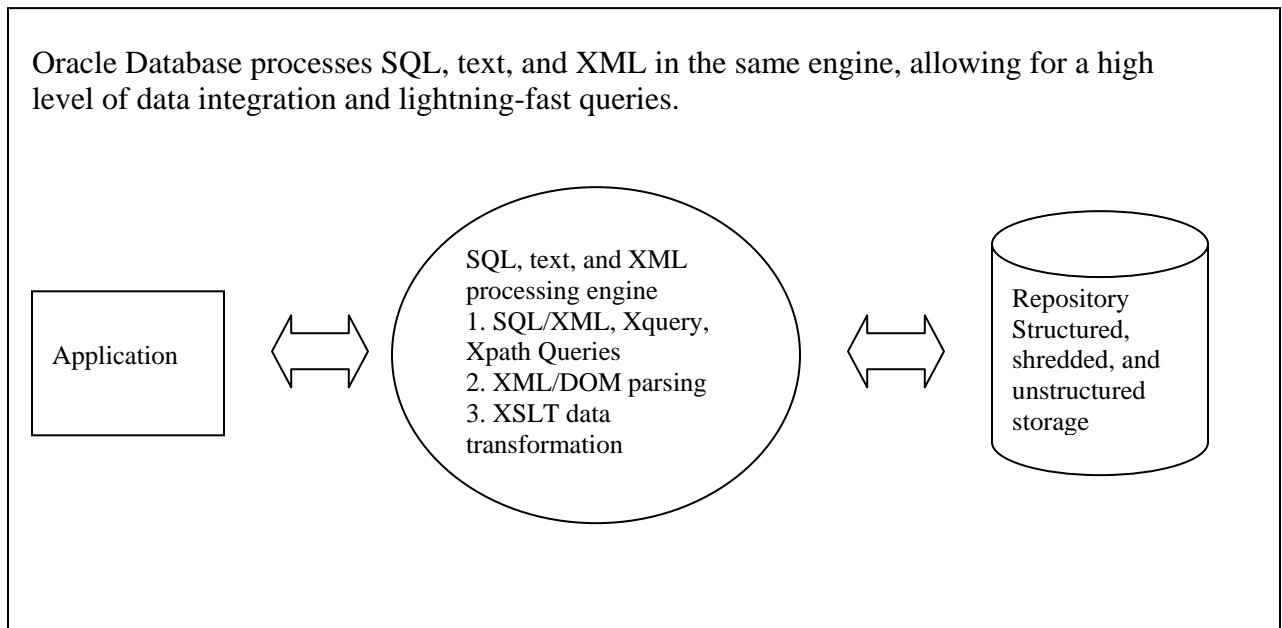 Oracle Database processes SQL, text, and XML in the same engine, allowing for a high
level of data integration and lightning-fast queries.
Application
SQL, text, and XML
processing engine
1. SQL/XML, Xquery,
Xpath Queries
2. XML/DOM parsing
3. XSLT data
transformation
Repository
Structured,
shredded, and
unstructured
storage